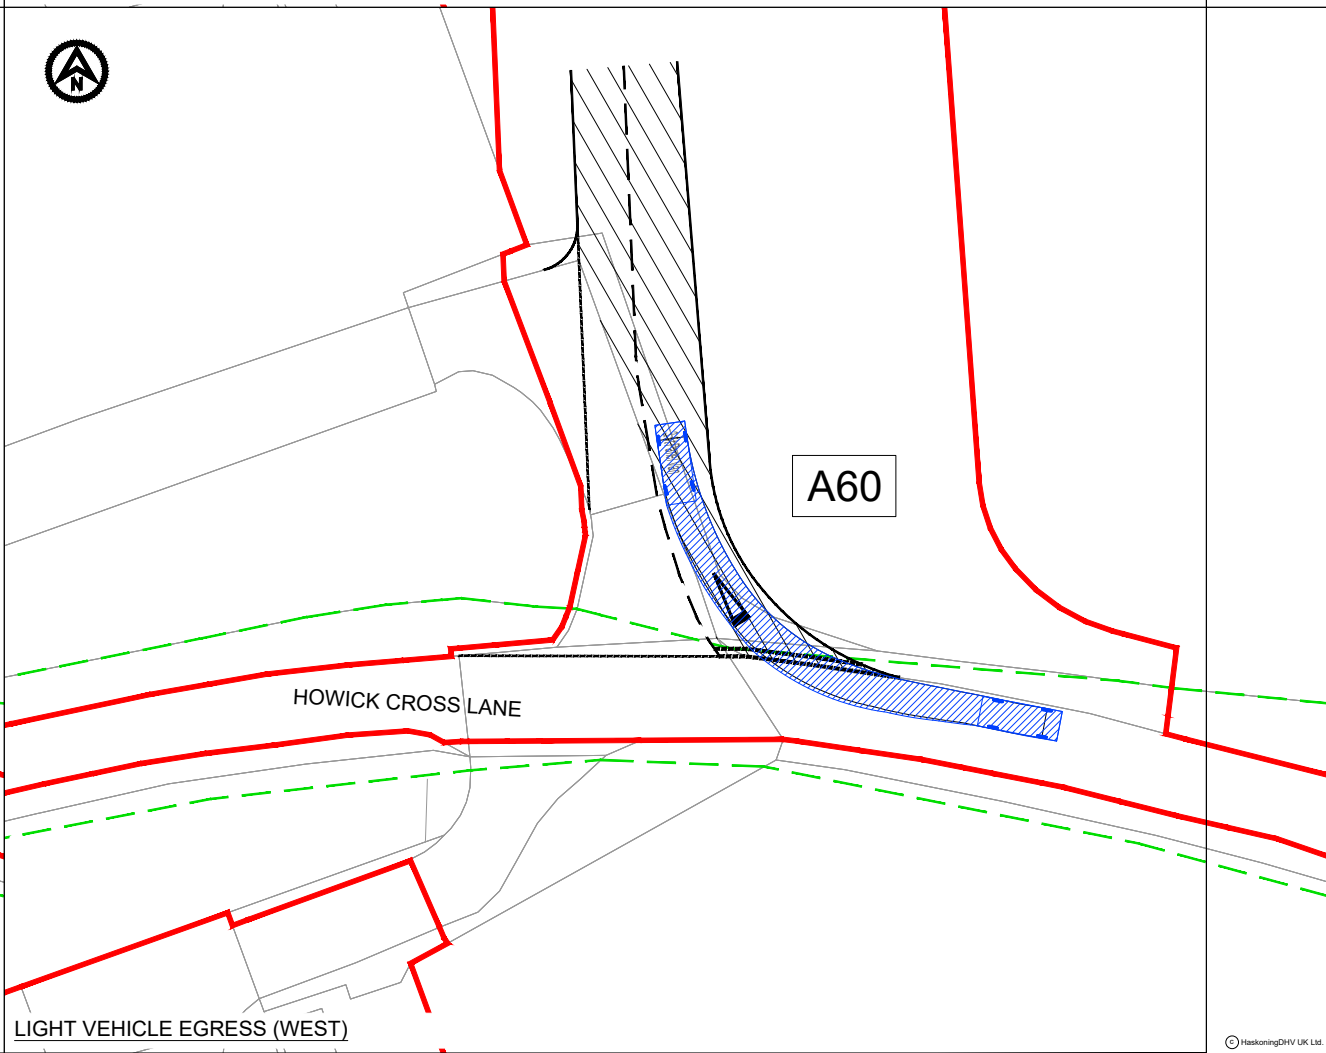 N
A60
HOWICK CROSS LANE
LIGHT VEHICLE EGRESS (WEST)
© HaskoningDHV UK Ltd.